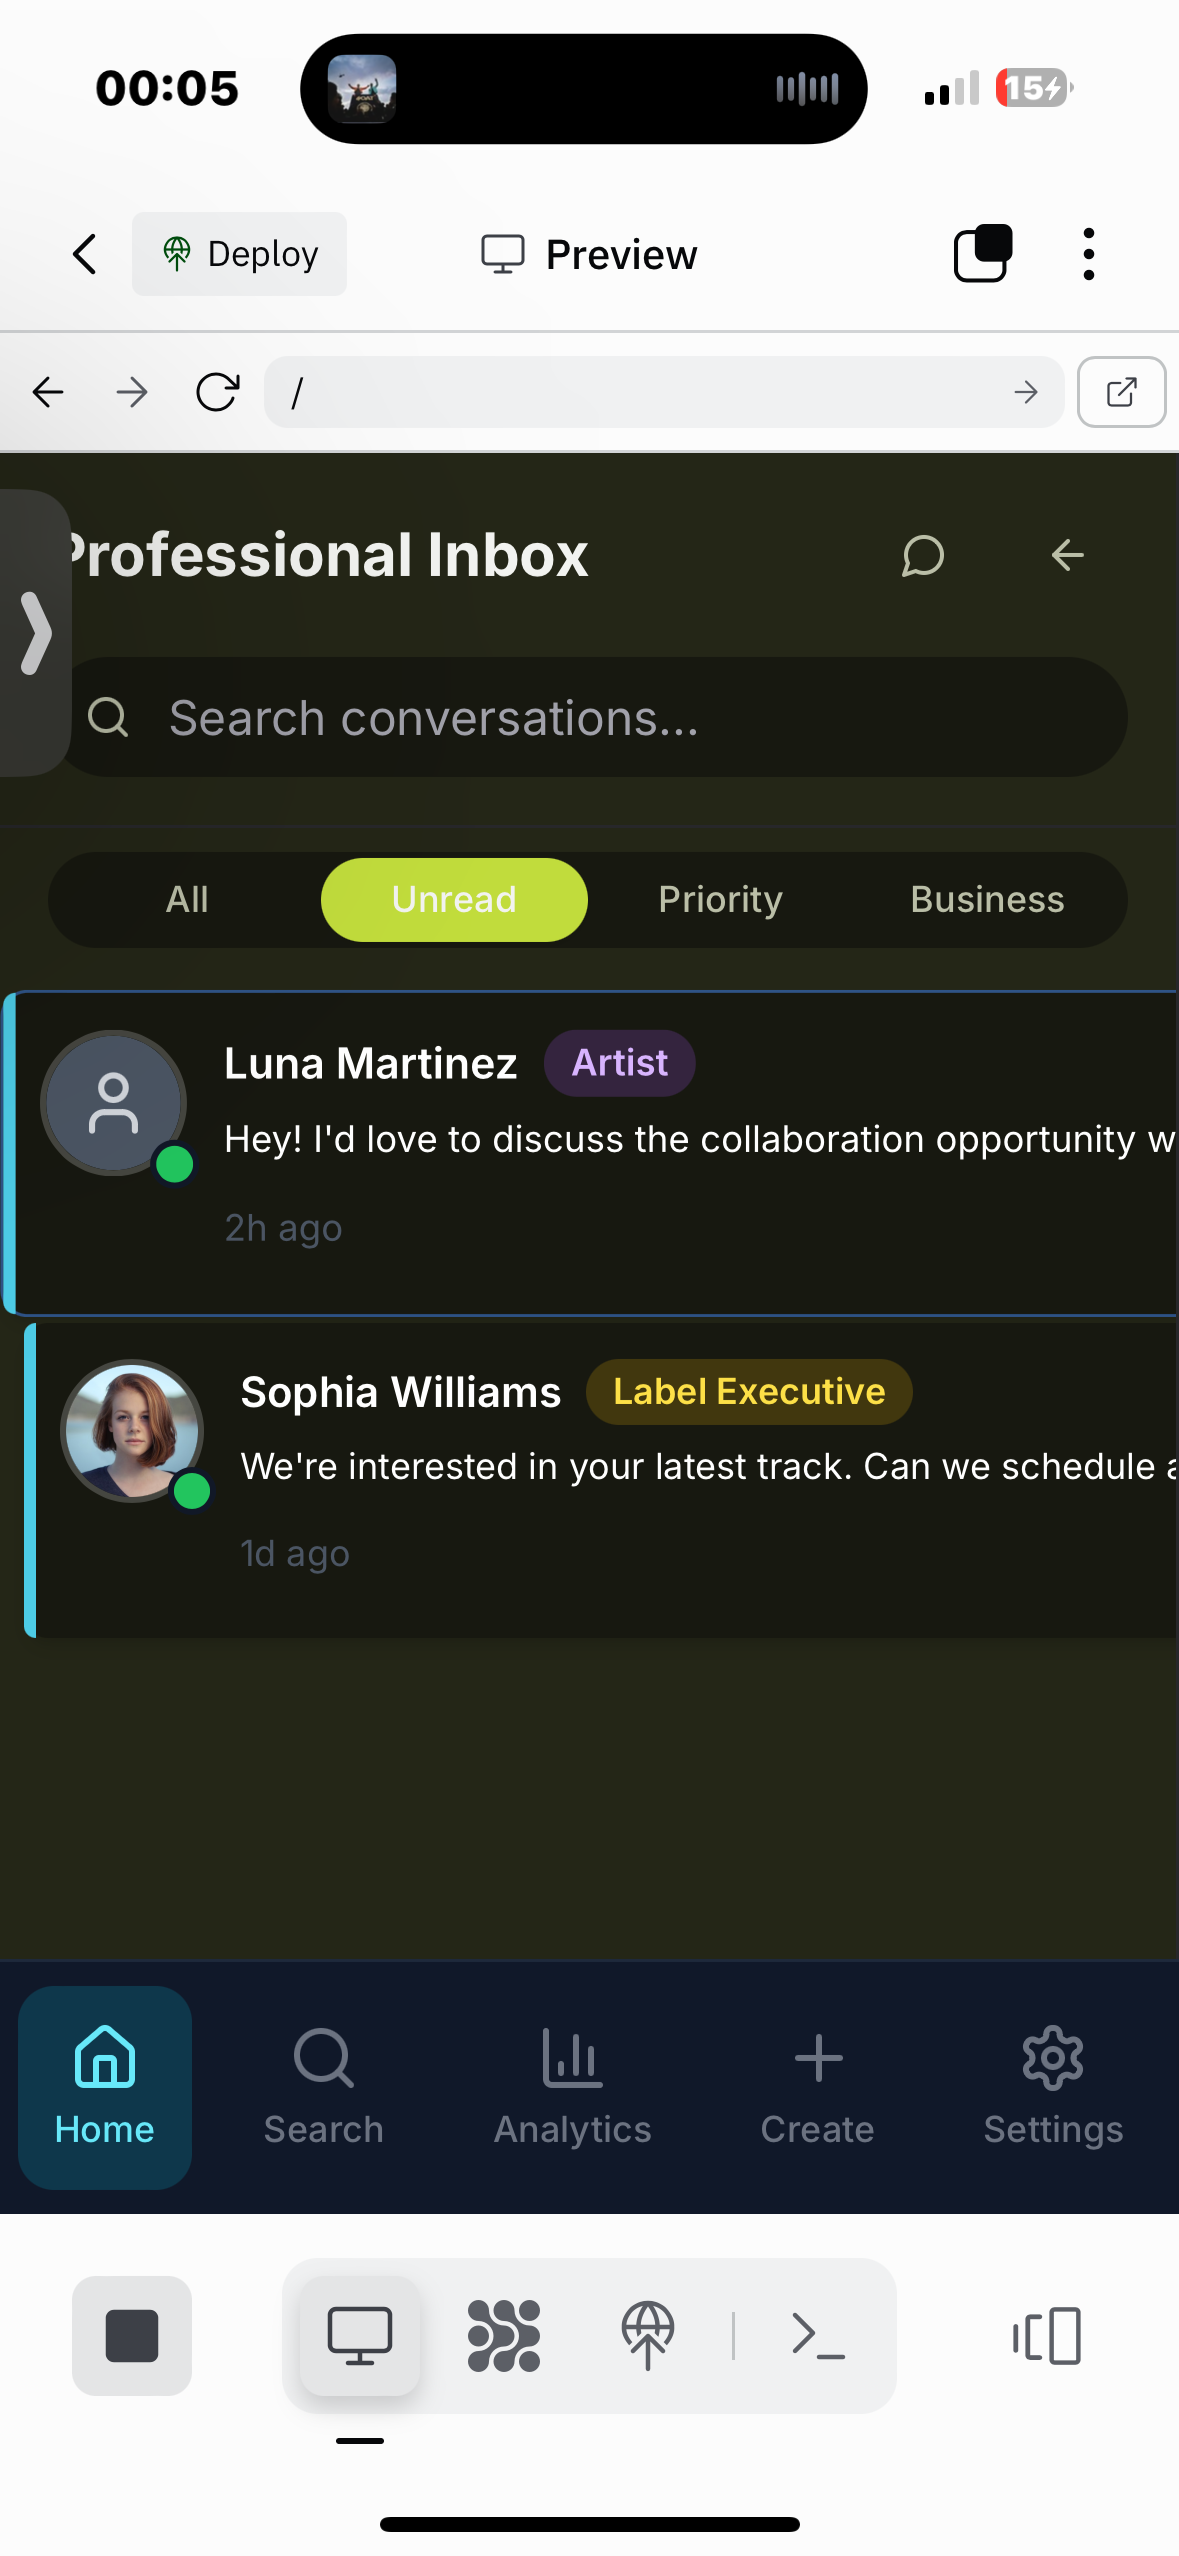 00:05
15
Deploy
Preview
/
Professional Inbox
Search conversations...
All
Unread
Priority
Business
Luna Martinez
Artist
Hey! I'd love to discuss the collaboration opportunity w
2h ago
Sophia Williams
Label Executive
We're interested in your latest track. Can we schedule a
1d ago
Home
Search
Analytics
Create
Settings